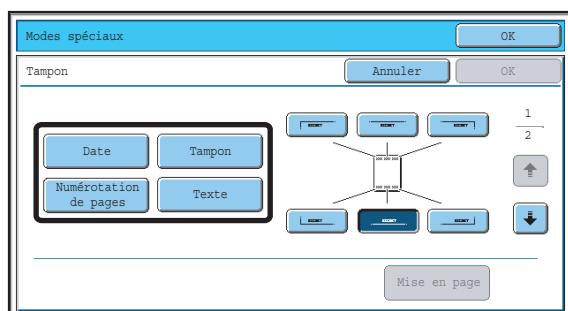 Modes spéciaux
OK
Tampon
Annuler
OK
1
2
Date
Tampon
Numérotation
de pages
Texte
Mise en page